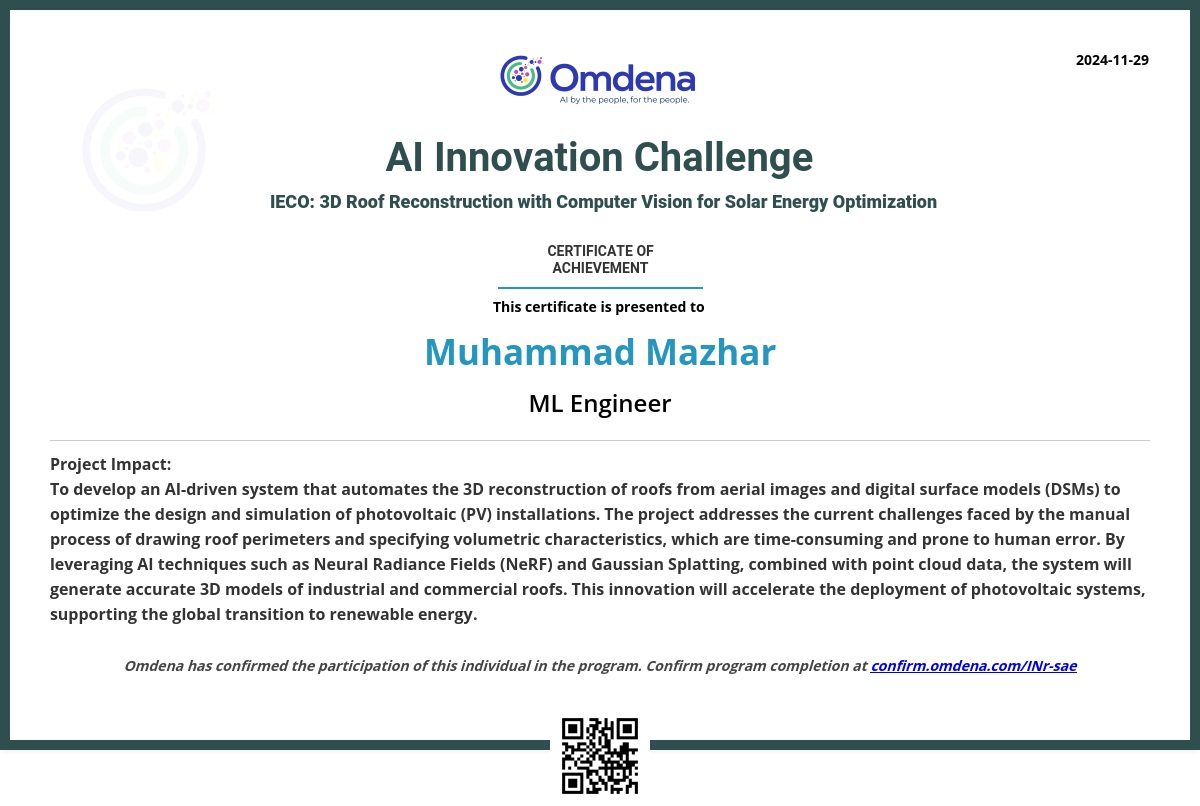 2024-11-29
Omdena
AI by the people, for the people.
AI Innovation Challenge
IECO: 3D Roof Reconstruction with Computer Vision for Solar Energy Optimization
CERTIFICATE OF
ACHIEVEMENT
This certificate is presented to
Muhammad Mazhar
ML Engineer
Project Impact:
To develop an AI-driven system that automates the 3D reconstruction of roofs from aerial images and digital surface models (DSMs) to
optimize the design and simulation of photovoltaic (PV) installations. The project addresses the current challenges faced by the manual
process of drawing roof perimeters and specifying volumetric characteristics, which are time-consuming and prone to human error. By
leveraging AI techniques such as Neural Radiance Fields (NeRF) and Gaussian Splatting, combined with point cloud data, the system will
generate accurate 3D models of industrial and commercial roofs. This innovation will accelerate the deployment of photovoltaic systems,
supporting the global transition to renewable energy.
Omdena has confirmed the participation of this individual in the program. Confirm program completion at confirm.omdena.com/INr-sae